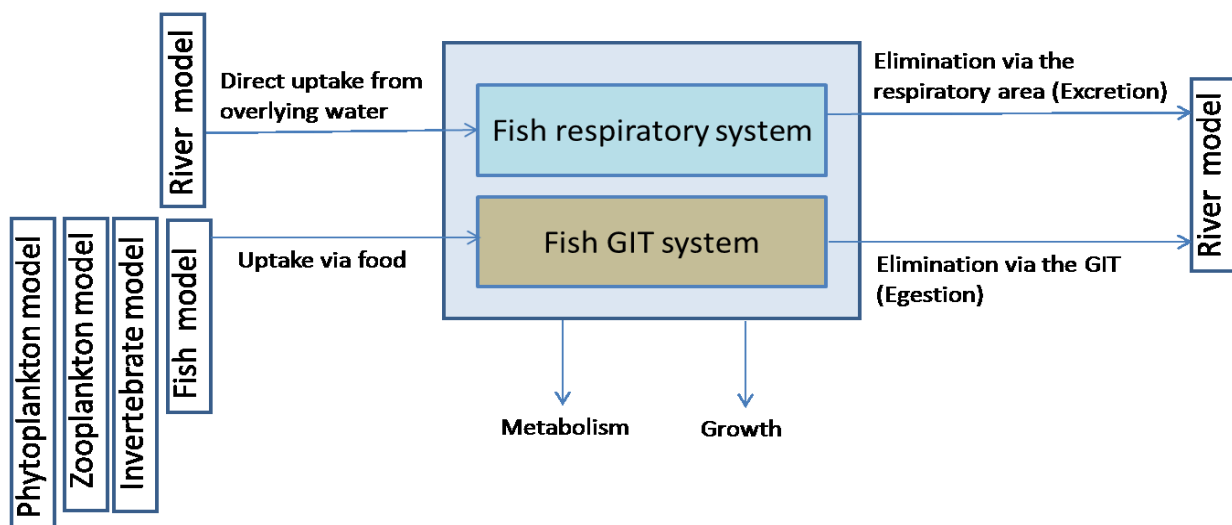 River model
Direct uptake from
overlying water
Fish respiratory system
Elimination via the
respiratory area (Excretion)
River model
Phytoplankton model
Zooplankton model
Invertebrate model
Fish model
Uptake via food
Fish GIT system
Elimination via the GIT
(Egestion)
Metabolism
Growth